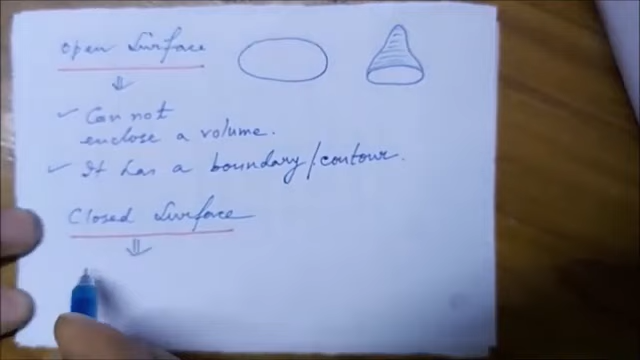 Open Surface
Can not
enclose a volume.
It has a boundary/contour.
Closed Surface